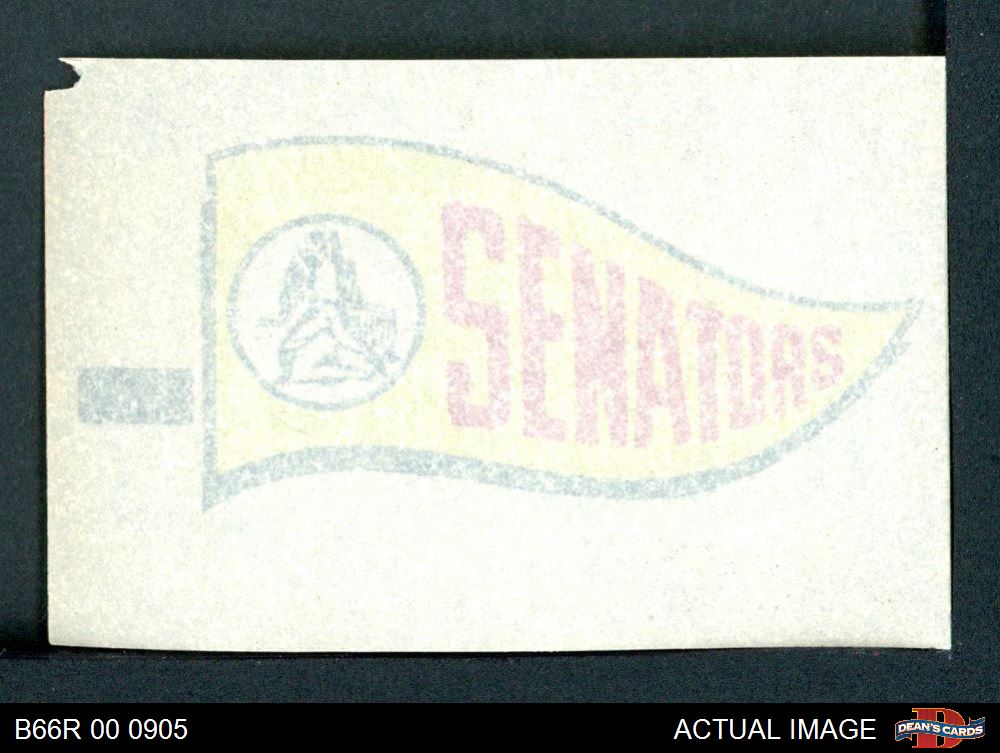 SENATORS
B66R 00 0905
ACTUAL IMAGE
D
DEAN'S CARDS